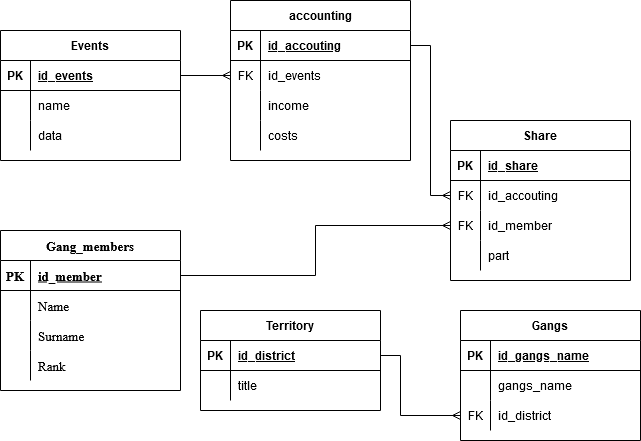 Events
PK id_events
name
data
accounting
PK id_accouting
FK id_events
income
costs
Share
PK id_share
FK id_accouting
FK id_member
part
Gang_members
PK id_member
Name
Surname
Rank
Territory
PK id_district
title
Gangs
PK id_gangs_name
gangs_name
FK id_district